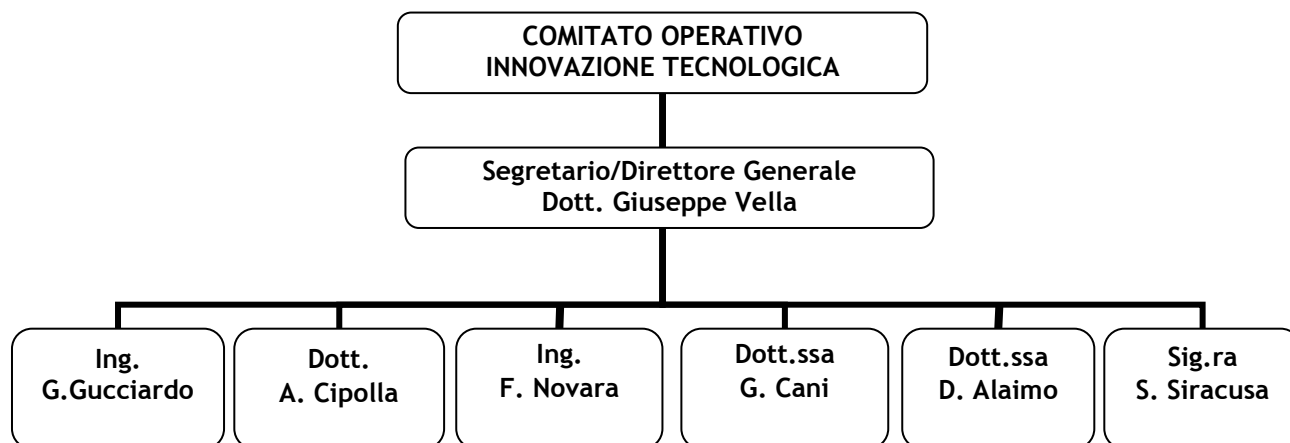 COMITATO OPERATIVO
INNOVAZIONE TECNOLOGICA
Segretario/Direttore Generale
Dott. Giuseppe Vella
Ing.
G.Gucciardo
Dott.
A. Cipolla
Ing.
F. Novara
Dott.ssa
G. Cani
Dott.ssa
D. Alaimo
Sig.ra
S. Siracusa